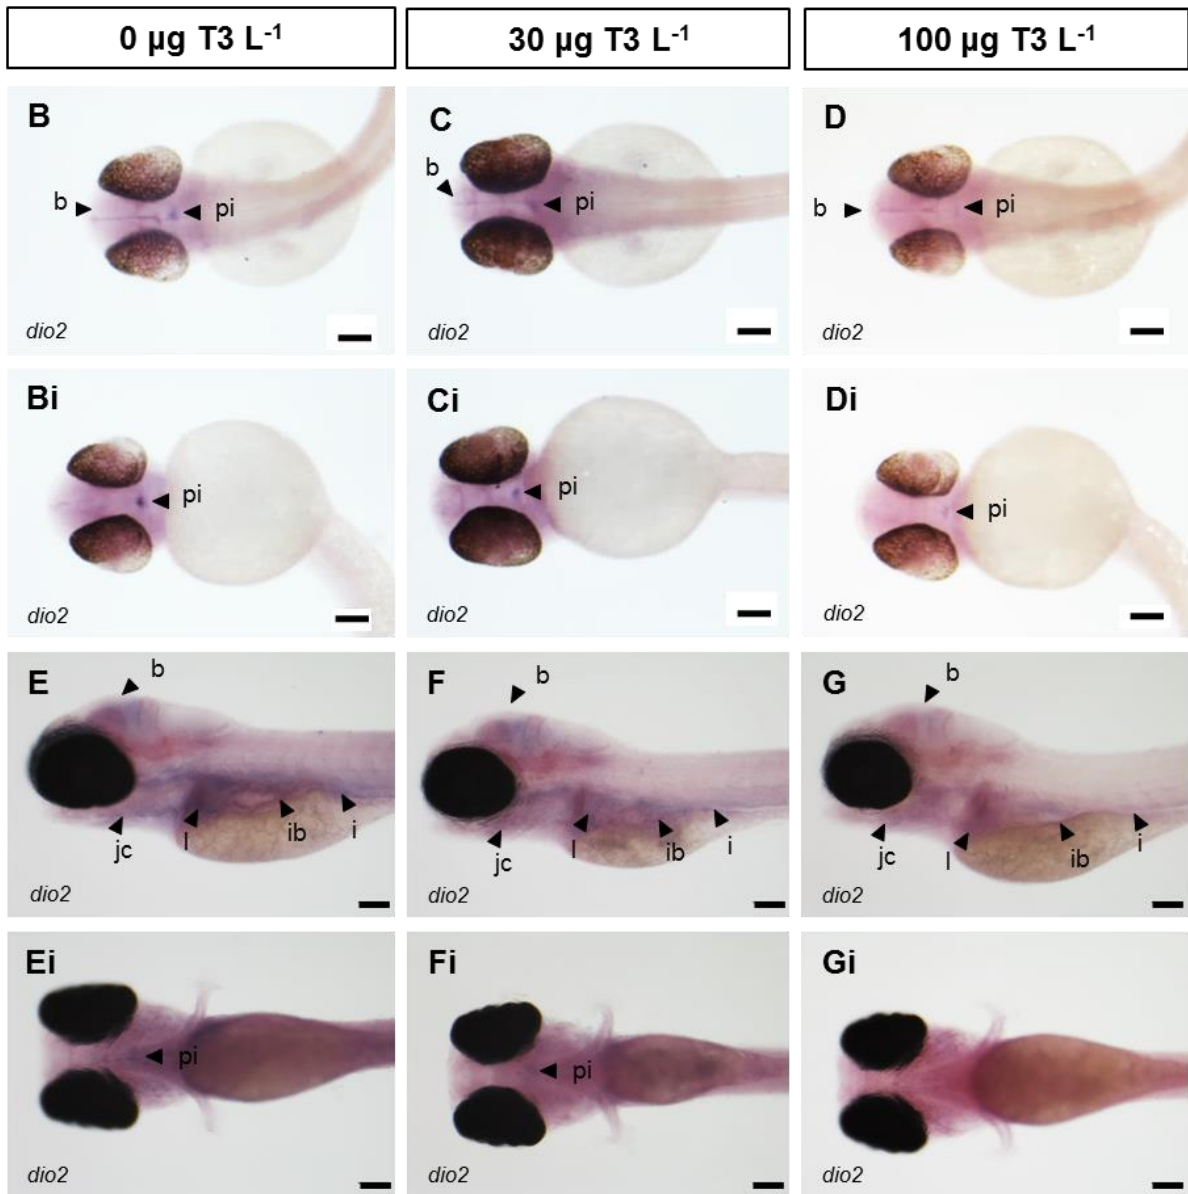 0 µg T3 L-1
30 µg T3 L-1
100 µg T3 L-1
B
b
pi
dio2
C
b
pi
dio2
D
b
pi
dio2
Bi
pi
dio2
Ci
pi
dio2
Di
pi
dio2
E
b
jc
l
ib
i
dio2
F
b
jc
l
ib
i
dio2
G
b
jc
l
ib
i
dio2
Ei
pi
dio2
Fi
pi
dio2
Gi
dio2